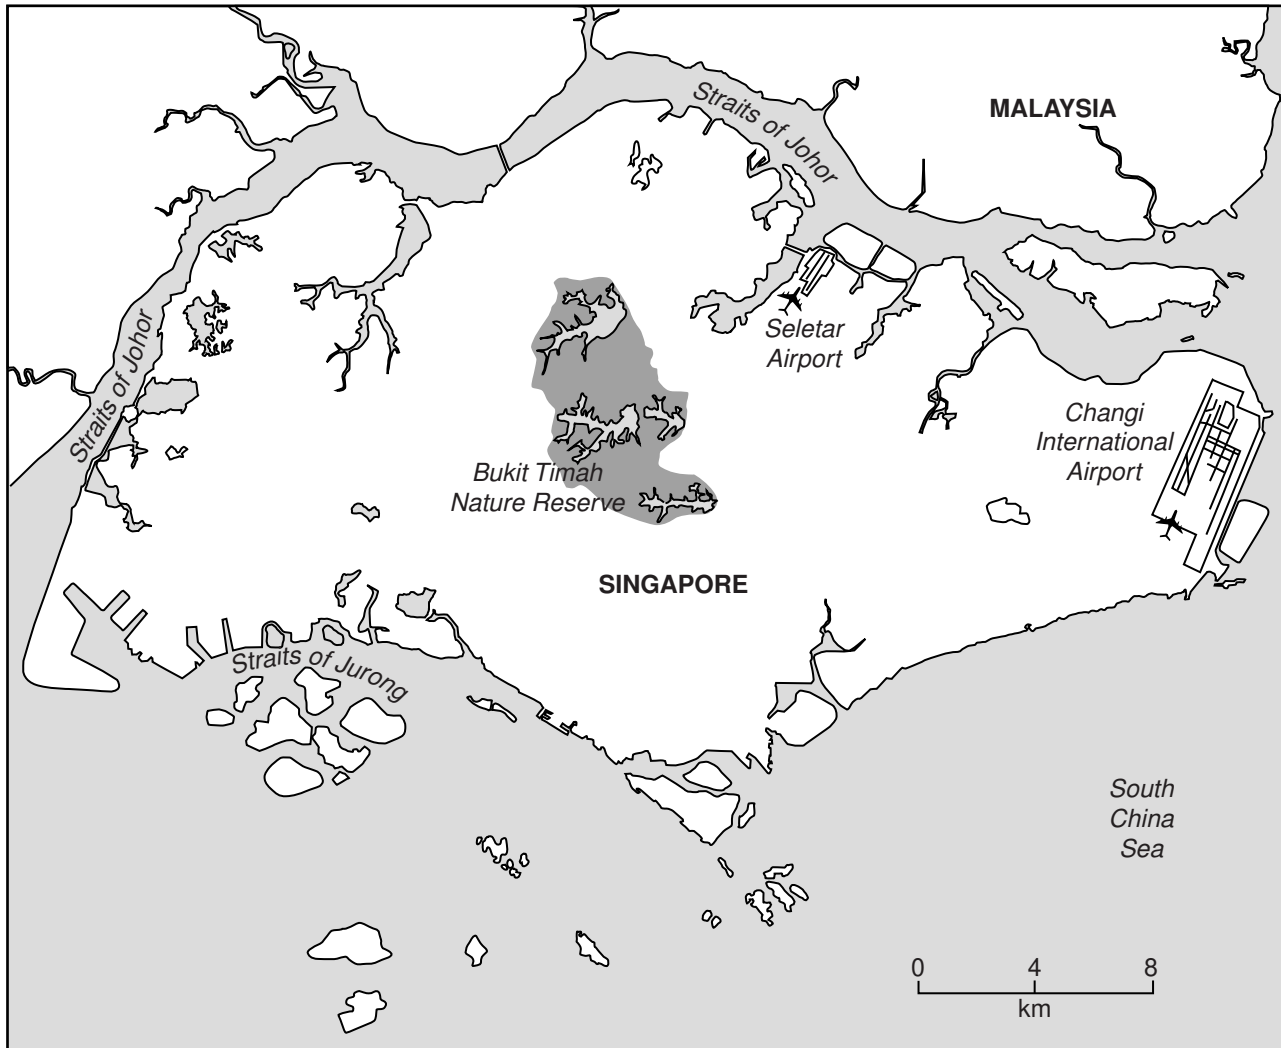 MALAYSIA
Straits of Johor
Straits of Johor
Seletar
Airport
Changi
International
Airport
Bukit Timah
Nature Reserve
SINGAPORE
Straits of Jurong
South
China
Sea
0 4 8
km